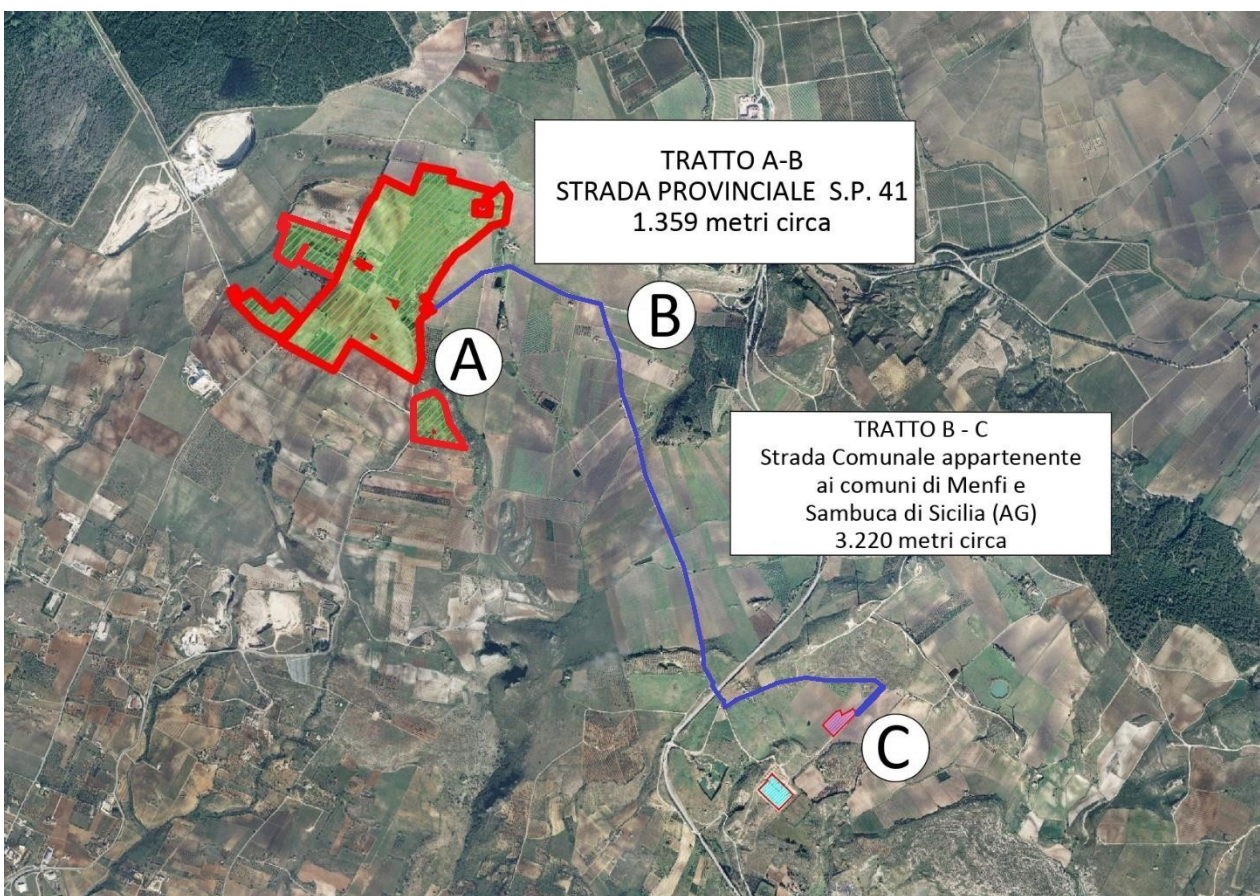 TRATTO A-B
STRADA PROVINCIALE S.P. 41
1.359 metri circa
B
A
TRATTO B - C
Strada Comunale appartenente
ai comuni di Menfi e
Sambuca di Sicilia (AG)
3.220 metri circa
C